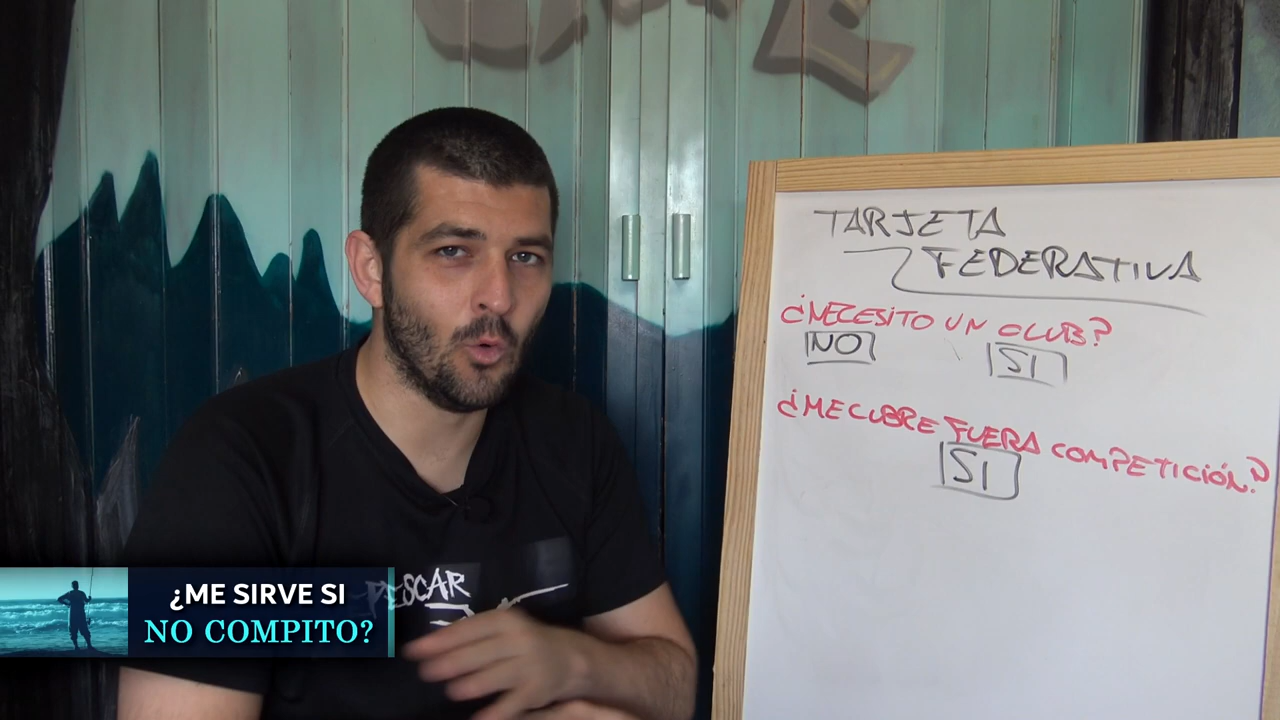 TARJETA
FEDERATIVA
¿NECESITO UN CLUB?
NO SI
¿ME CUBRE FUERA COMPETICIÓN?
SI
PESCAR
¿ME SIRVE SI
NO COMPITO?